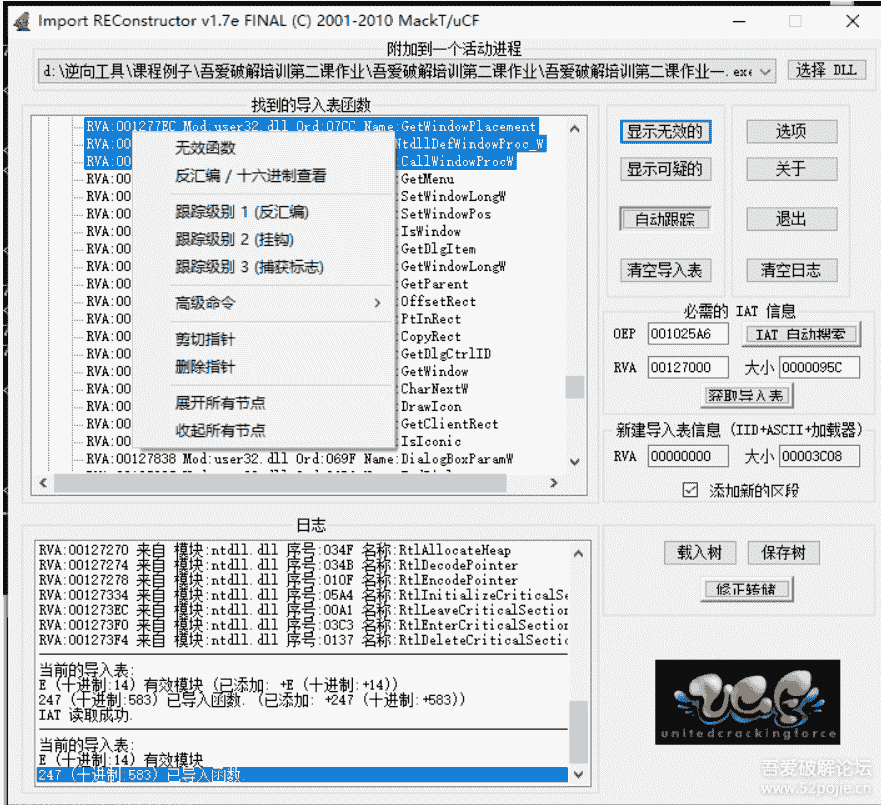 Import REConstructor v1.7e FINAL (C) 2001-2010 MackT/uCF
附加到一个活动进程
d:\逆向工具\课程例子\吾爱破解培训第二课作业\吾爱破解培训第二课作业\吾爱破解培训第二课作业一.exe
选择 DLL
找到的导入表函数
RVA:001277EC Mod:user32.dll Ord:07CC Name:GetWindowPlacement
RVA:00 NtdllDefWindowProc_W
RVA:00 CallWindowProcW
RVA:00 GetMenu
RVA:00 SetWindowLongW
RVA:00 SetWindowPos
RVA:00 IsWindow
RVA:00 GetDlgItem
RVA:00 GetWindowLongW
RVA:00 GetParent
RVA:00 OffsetRect
RVA:00 PtInRect
RVA:00 CopyRect
RVA:00 GetDlgCtrlID
RVA:00 GetWindow
RVA:00 CharNextW
RVA:00 DrawIcon
RVA:00 GetClientRect
RVA:00 IsIconic
RVA:00127838 Mod:user32.dll Ord:069F Name:DialogBoxParamW
无效函数
反汇编 / 十六进制查看
跟踪级别 1 (反汇编)
跟踪级别 2 (挂钩)
跟踪级别 3 (捕获标志)
高级命令
剪切指针
删除指针
展开所有节点
收起所有节点
显示无效的
选项
显示可疑的
关于
自动跟踪
退出
清空导入表
清空日志
必需的 IAT 信息
OEP 001025A6 IAT 自动搜索
RVA 00127000 大小 0000095C
获取导入表
新建导入表信息 (IID+ASCII+加载器)
RVA 00000000 大小 00003C08
添加新的区段
载入树
保存树
修正转储
日志
RVA:00127270 来自 模块:ntdll.dll 序号:034F 名称:RtlAllocateHeap
RVA:00127274 来自 模块:ntdll.dll 序号:034B 名称:RtlDecodePointer
RVA:00127278 来自 模块:ntdll.dll 序号:010F 名称:RtlEncodePointer
RVA:00127334 来自 模块:ntdll.dll 序号:05A4 名称:RtlInitializeCriticalSe
RVA:001273EC 来自 模块:ntdll.dll 序号:00A1 名称:RtlLeaveCriticalSection
RVA:001273F0 来自 模块:ntdll.dll 序号:03C3 名称:RtlEnterCriticalSection
RVA:001273F4 来自 模块:ntdll.dll 序号:0137 名称:RtlDeleteCriticalSectic
当前的导入表:
E (十进制:14) 有效模块 (已添加: +E (十进制:+14))
247 (十进制:583) 已导入函数. (已添加: +247 (十进制:+583))
IAT 读取成功.
当前的导入表:
E (十进制:14) 有效模块
247 (十进制:583) 已导入函数.
UCF
unitedcrackingforce
吾爱破解论坛
www.52pojie.cn